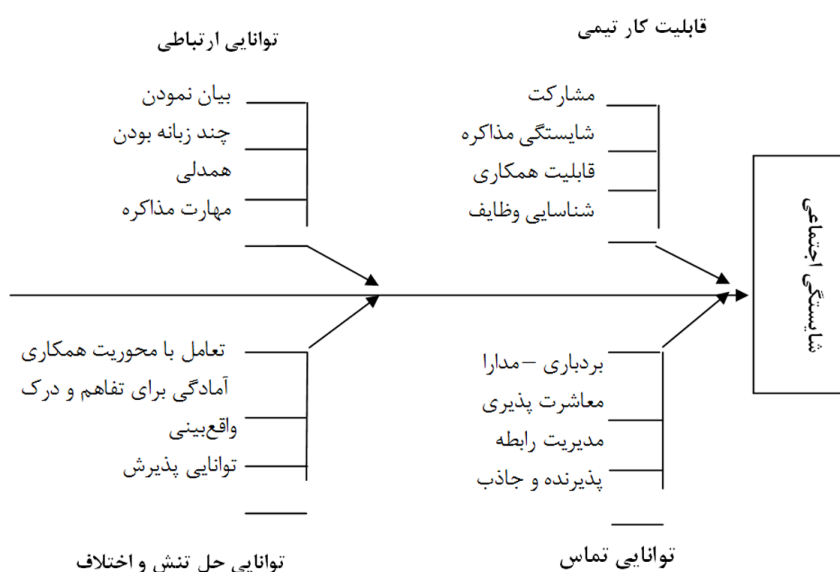 قابلیت کار تیمی
مشارکت
شایستگی مذاکره
قابلیت همکاری
شناسایی وظایف
توانایی ارتباطی
بیان نمودن
چند زبانه بودن
همدلی
مهارت مذاکره
شایستگی اجتماعی
بردباری –مدارا
معاشرت پذیری
مدیریت رابطه
پذیرنده و جاذب
توانایی تماس
تعامل با محوریت همکاری
آمادگی برای تفاهم و درک
واقع‌بینی
توانایی پذیرش
توانایی حل تنش و اختلاف